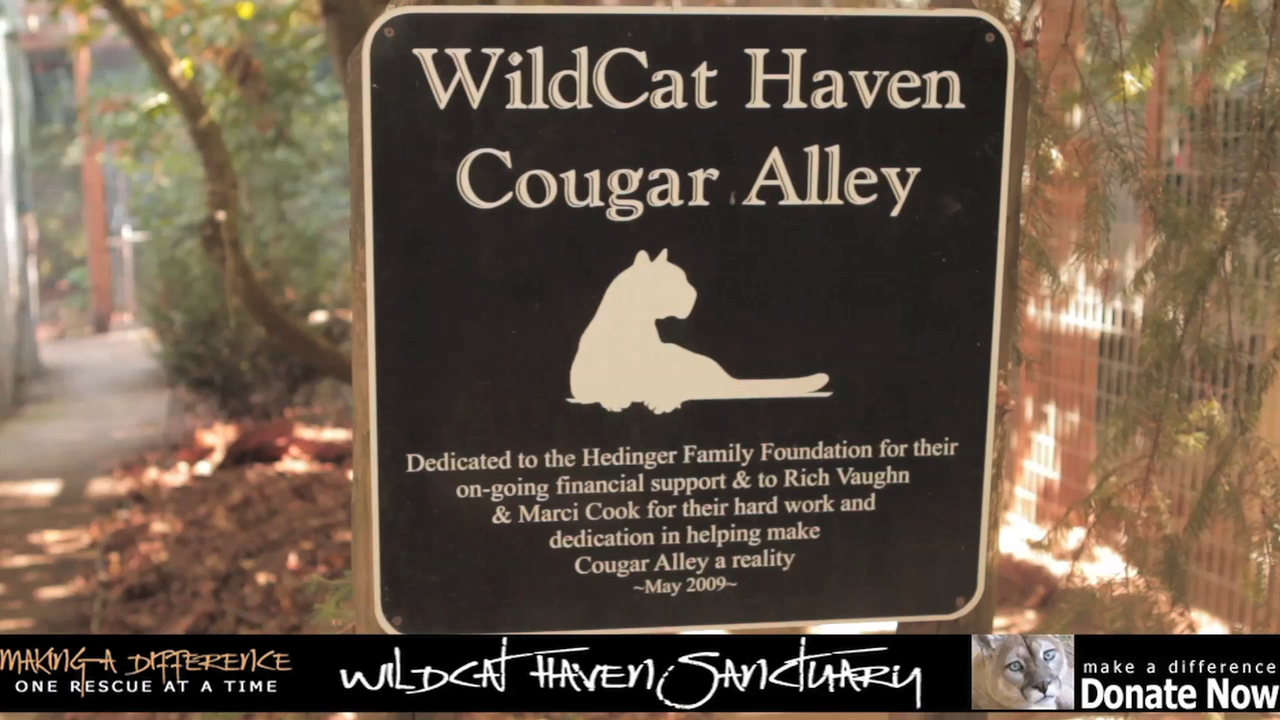 WildCat Haven
Cougar Alley
Dedicated to the Hedinger Family Foundation for their
on-going financial support & to Rich Vaughn
& Marci Cook for their hard work and
dedication in helping make
Cougar Alley a reality
~May 2009~
MAKING A DIFFERENCE
ONE RESCUE AT A TIME
WILDCAT HAVEN SANCTUARY
make a difference
Donate Now